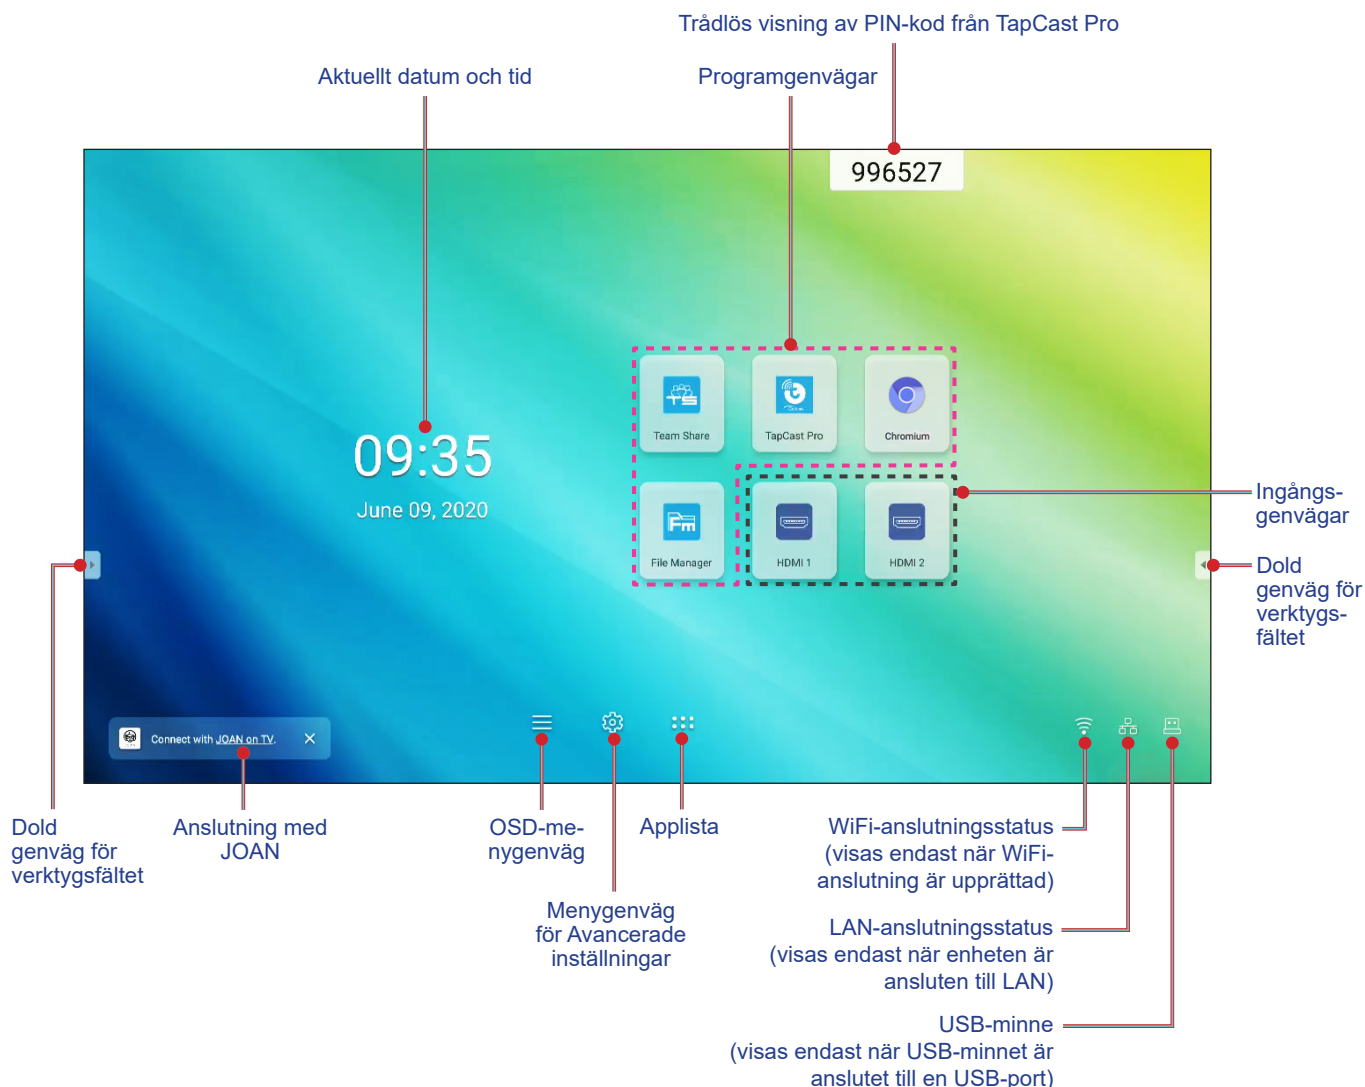 Trådlös visning av PIN-kod från TapCast Pro
Aktuellt datum och tid
Programgenvägar
996527
Team Share
TapCast Pro
Chromium
09:35
June 09, 2020
File Manager
HDMI 1
HDMI 2
Ingångs-
genvägar
Dold
genväg för
verktygs-
fältet
Connect with JOAN on TV.
Dold
genväg för
verktygsfältet
Anslutning med
JOAN
OSD-me-
nygenväg
Applista
Menygenväg
för Avancerade
inställningar
WiFi-anslutningsstatus
(visas endast när WiFi-
anslutning är upprättad)
LAN-anslutningsstatus
(visas endast när enheten är
ansluten till LAN)
USB-minne
(visas endast när USB-minnet är
anslutet till en USB-port)